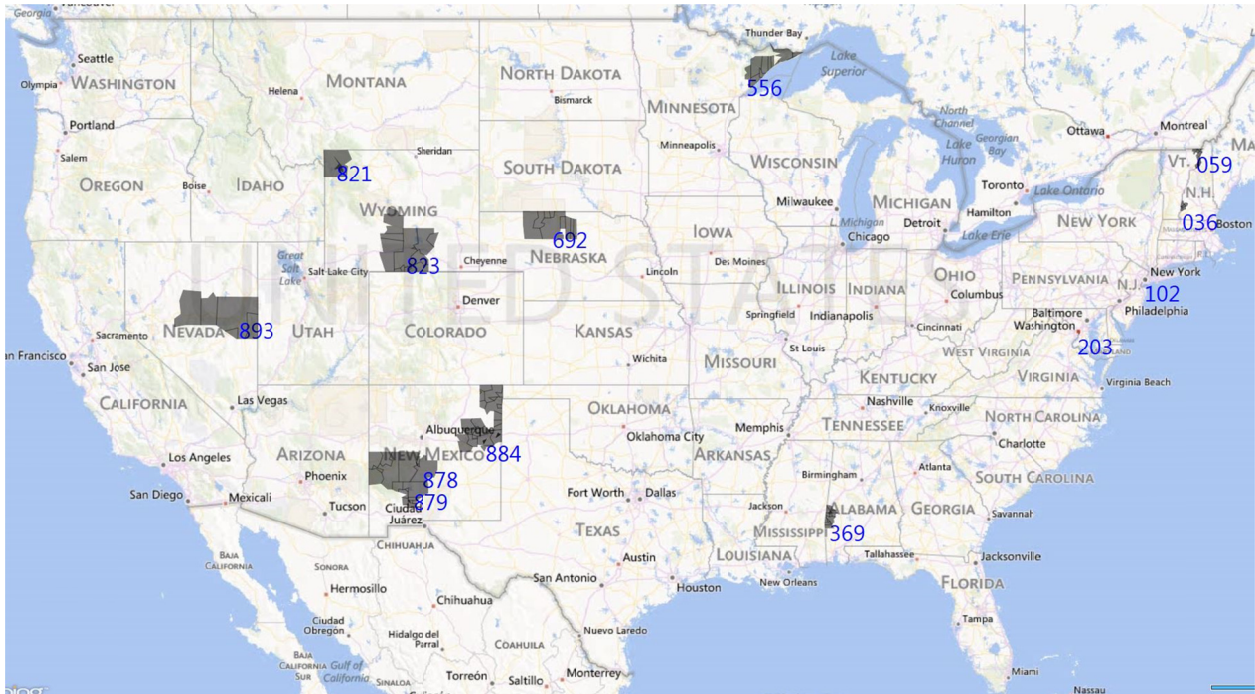 Georgia
Vancouver
Seattle
Olympia
WASHINGTON
MONTANA
Helena
NORTH DAKOTA
Bismarck
MINNESOTA
Thunder Bay
556
Lake
Superior
Portland
Salem
OREGON
Boise
IDAHO
821
Sheridan
WYOMING
SOUTH DAKOTA
Minneapolis
WISCONSIN
North
Channel
Georgian
Bay
Lake
Huron
Ottawa
Montreal
MA
VT.
059
N.H.
036
Boston
Toronto
Lake Ontario
Hamilton
MICHIGAN
Milwaukee
L. Michigan
Detroit
Lake Erie
NEW YORK
Chicago
UNITED STATES
Great
Salt
Lake
Salt Lake City
823
Cheyenne
692
NEBRASKA
Lincoln
IOWA
Des Moines
ILLINOIS
INDIANA
OHIO
Columbus
PENNSYLVANIA
N.J.
New York
102
Philadelphia
Baltimore
Washington
203
LAND
Sacramento
NEVADA
893
UTAH
Denver
COLORADO
KANSAS
Wichita
Springfield
Indianapolis
Cincinnati
St Louis
MISSOURI
WEST VIRGINIA
KENTUCKY
VIRGINIA
Virginia Beach
n Francisco
San Jose
CALIFORNIA
Las Vegas
Los Angeles
San Diego
Mexicali
ARIZONA
Phoenix
Tucson
Albuquerque
NEW MEXICO
884
878
879
Ciudad
Juárez
OKLAHOMA
Oklahoma City
ARKANSAS
Memphis
Nashville
Knoxville
TENNESSEE
NORTH CAROLINA
Charlotte
SOUTH CAROLINA
Birmingham
Atlanta
ALABAMA
GEORGIA
Savannah
Jackson
MISSISSIPPI
369
Fort Worth
Dallas
TEXAS
LOUISIANA
Tallahassee
Jacksonville
FLORIDA
Tampa
Miami
Nassau
New Orleans
Austin
San Antonio
Houston
BAJA
CALIFORNIA
SONORA
CHIHUAHUA
Hermosillo
Chihuahua
Ciudad
Obregón
Hidalgo del
Parral
COAHUILA
Nuevo Laredo
BAJA
CALIFORNIA
SUR
Gulf of
California
SINALOA
Torreón
Saltillo
Monterrey
bing